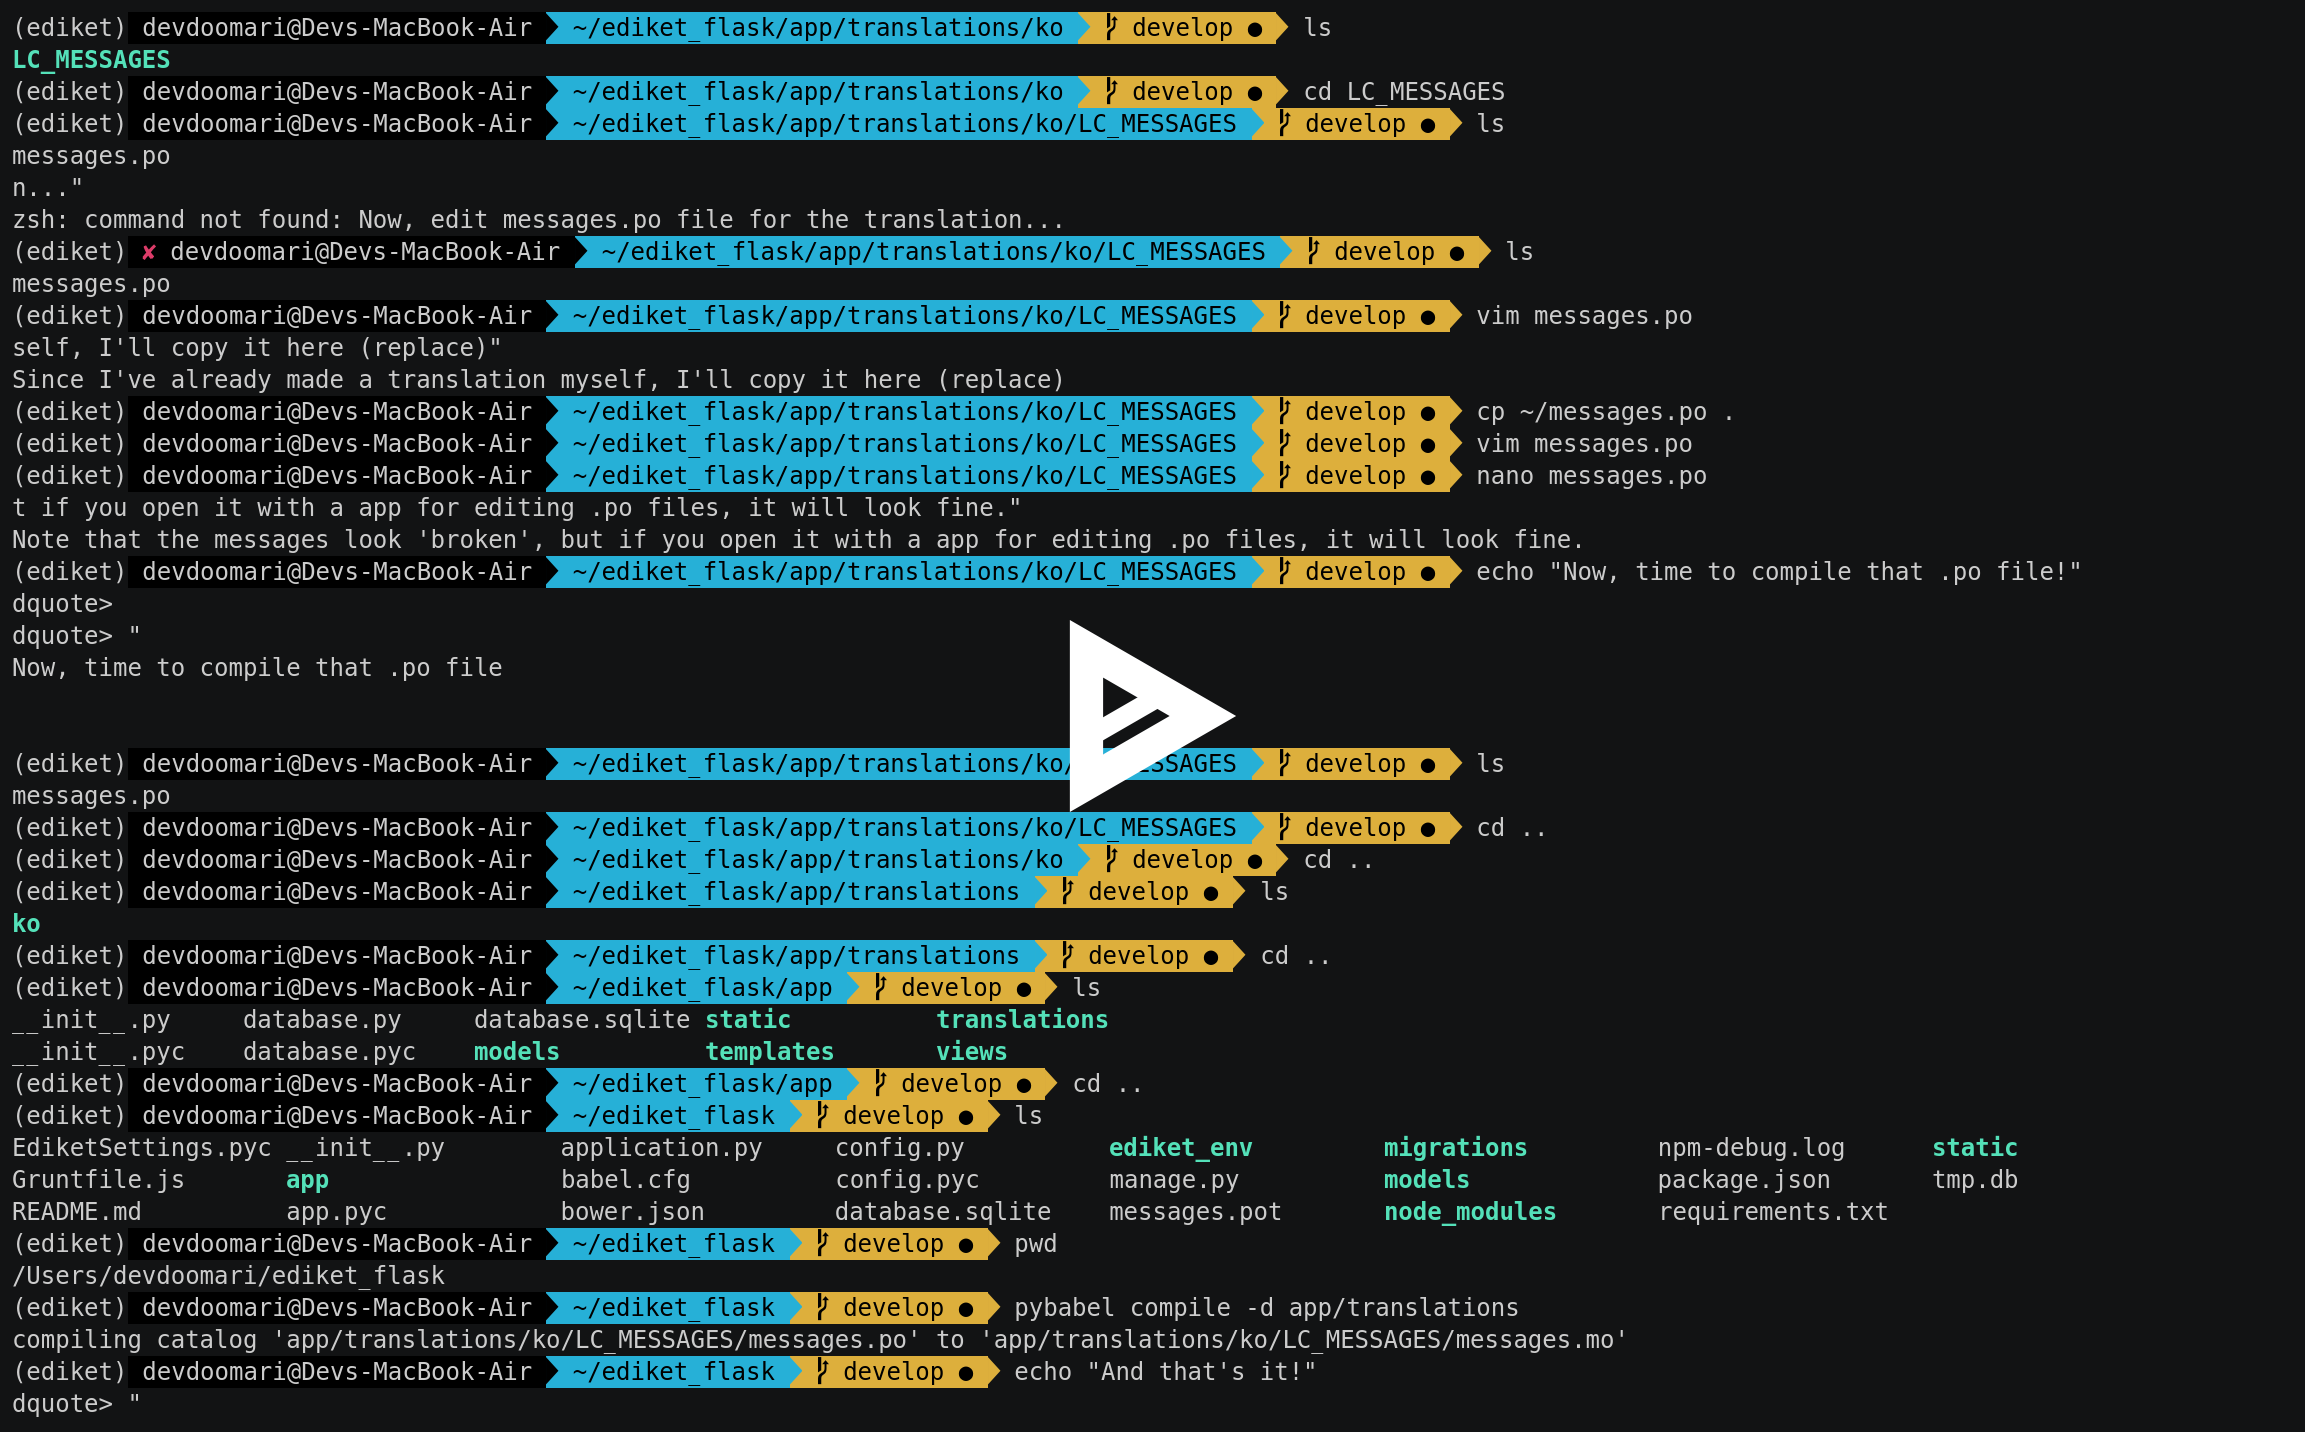 (ediket) devdoomari@Devs-MacBook-Air ~/ediket_flask/app/translations/ko develop ● ls
LC_MESSAGES
(ediket) devdoomari@Devs-MacBook-Air ~/ediket_flask/app/translations/ko develop ● cd LC_MESSAGES
(ediket) devdoomari@Devs-MacBook-Air ~/ediket_flask/app/translations/ko/LC_MESSAGES develop ● ls
messages.po
n..."
zsh: command not found: Now, edit messages.po file for the translation...
(ediket) ✘ devdoomari@Devs-MacBook-Air ~/ediket_flask/app/translations/ko/LC_MESSAGES develop ● ls
messages.po
(ediket) devdoomari@Devs-MacBook-Air ~/ediket_flask/app/translations/ko/LC_MESSAGES develop ● vim messages.po
self, I'll copy it here (replace)"
Since I've already made a translation myself, I'll copy it here (replace)
(ediket) devdoomari@Devs-MacBook-Air ~/ediket_flask/app/translations/ko/LC_MESSAGES develop ● cp ~/messages.po .
(ediket) devdoomari@Devs-MacBook-Air ~/ediket_flask/app/translations/ko/LC_MESSAGES develop ● vim messages.po
(ediket) devdoomari@Devs-MacBook-Air ~/ediket_flask/app/translations/ko/LC_MESSAGES develop ● nano messages.po
t if you open it with a app for editing .po files, it will look fine."
Note that the messages look 'broken', but if you open it with a app for editing .po files, it will look fine.
(ediket) devdoomari@Devs-MacBook-Air ~/ediket_flask/app/translations/ko/LC_MESSAGES develop ● echo "Now, time to compile that .po file!"
dquote>
dquote> "
Now, time to compile that .po file
(ediket) devdoomari@Devs-MacBook-Air ~/ediket_flask/app/translations/ko/ SSAGES develop ● ls
messages.po
(ediket) devdoomari@Devs-MacBook-Air ~/ediket_flask/app/translations/ko/LC_MESSAGES develop ● cd ..
(ediket) devdoomari@Devs-MacBook-Air ~/ediket_flask/app/translations/ko develop ● cd ..
(ediket) devdoomari@Devs-MacBook-Air ~/ediket_flask/app/translations develop ● ls
ko
(ediket) devdoomari@Devs-MacBook-Air ~/ediket_flask/app/translations develop ● cd ..
(ediket) devdoomari@Devs-MacBook-Air ~/ediket_flask/app develop ● ls
__init__.py database.py database.sqlite static translations
__init__.pyc database.pyc models templates views
(ediket) devdoomari@Devs-MacBook-Air ~/ediket_flask/app develop ● cd ..
(ediket) devdoomari@Devs-MacBook-Air ~/ediket_flask develop ● ls
EdiketSettings.pyc __init__.py application.py config.py ediket_env migrations npm-debug.log static
Gruntfile.js app babel.cfg config.pyc manage.py models package.json tmp.db
README.md app.pyc bower.json database.sqlite messages.pot node_modules requirements.txt
(ediket) devdoomari@Devs-MacBook-Air ~/ediket_flask develop ● pwd
/Users/devdoomari/ediket_flask
(ediket) devdoomari@Devs-MacBook-Air ~/ediket_flask develop ● pybabel compile -d app/translations
compiling catalog 'app/translations/ko/LC_MESSAGES/messages.po' to 'app/translations/ko/LC_MESSAGES/messages.mo'
(ediket) devdoomari@Devs-MacBook-Air ~/ediket_flask develop ● echo "And that's it!"
dquote> "